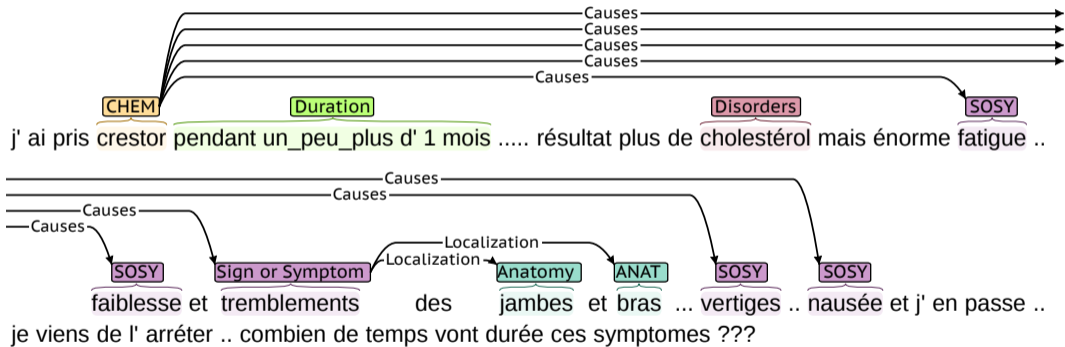 Causes
Causes
Causes
Causes
Causes
CHEM Duration Disorders SOSY
j' ai pris crestor pendant un_peu_plus d' 1 mois ..... résultat plus de cholestérol mais énorme fatigue ..
Causes
Causes
Causes
Causes
Localization
Localization
SOSY Sign or Symptom Anatomy ANAT SOSY SOSY
faiblesse et tremblements des jambes et bras ... vertiges .. nausée et j' en passe ..
je viens de l' arréter .. combien de temps vont durée ces symptomes ???